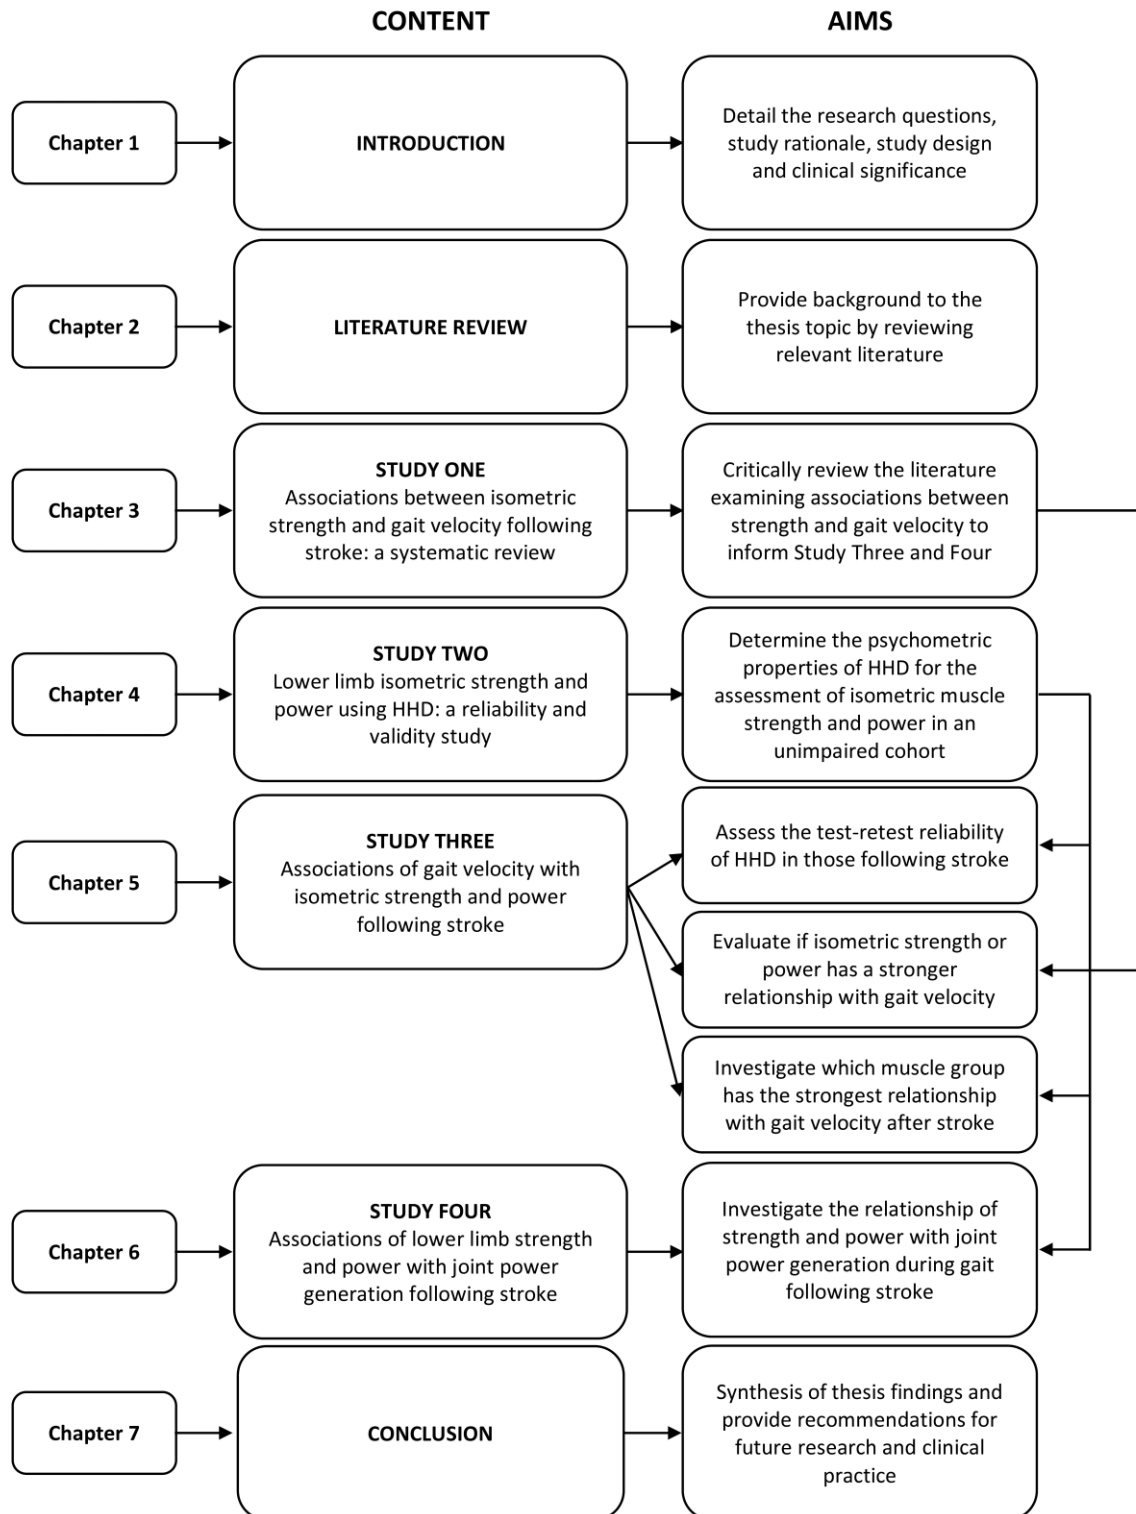 CONTENT
AIMS
Chapter 1
INTRODUCTION
Detail the research questions,
study rationale, study design
and clinical significance
Chapter 2
LITERATURE REVIEW
Provide background to the
thesis topic by reviewing
relevant literature
Chapter 3
STUDY ONE
Associations between isometric
strength and gait velocity following
stroke: a systematic review
Critically review the literature
examining associations between
strength and gait velocity to
inform Study Three and Four
Chapter 4
STUDY TWO
Lower limb isometric strength and
power using HHD: a reliability and
validity study
Determine the psychometric
properties of HHD for the
assessment of isometric muscle
strength and power in an
unimpaired cohort
Chapter 5
STUDY THREE
Associations of gait velocity with
isometric strength and power
following stroke
Assess the test-retest reliability
of HHD in those following stroke
Evaluate if isometric strength or
power has a stronger
relationship with gait velocity
Investigate which muscle group
has the strongest relationship
with gait velocity after stroke
Chapter 6
STUDY FOUR
Associations of lower limb strength
and power with joint power
generation following stroke
Investigate the relationship of
strength and power with joint
power generation during gait
following stroke
Chapter 7
CONCLUSION
Synthesis of thesis findings and
provide recommendations for
future research and clinical
practice